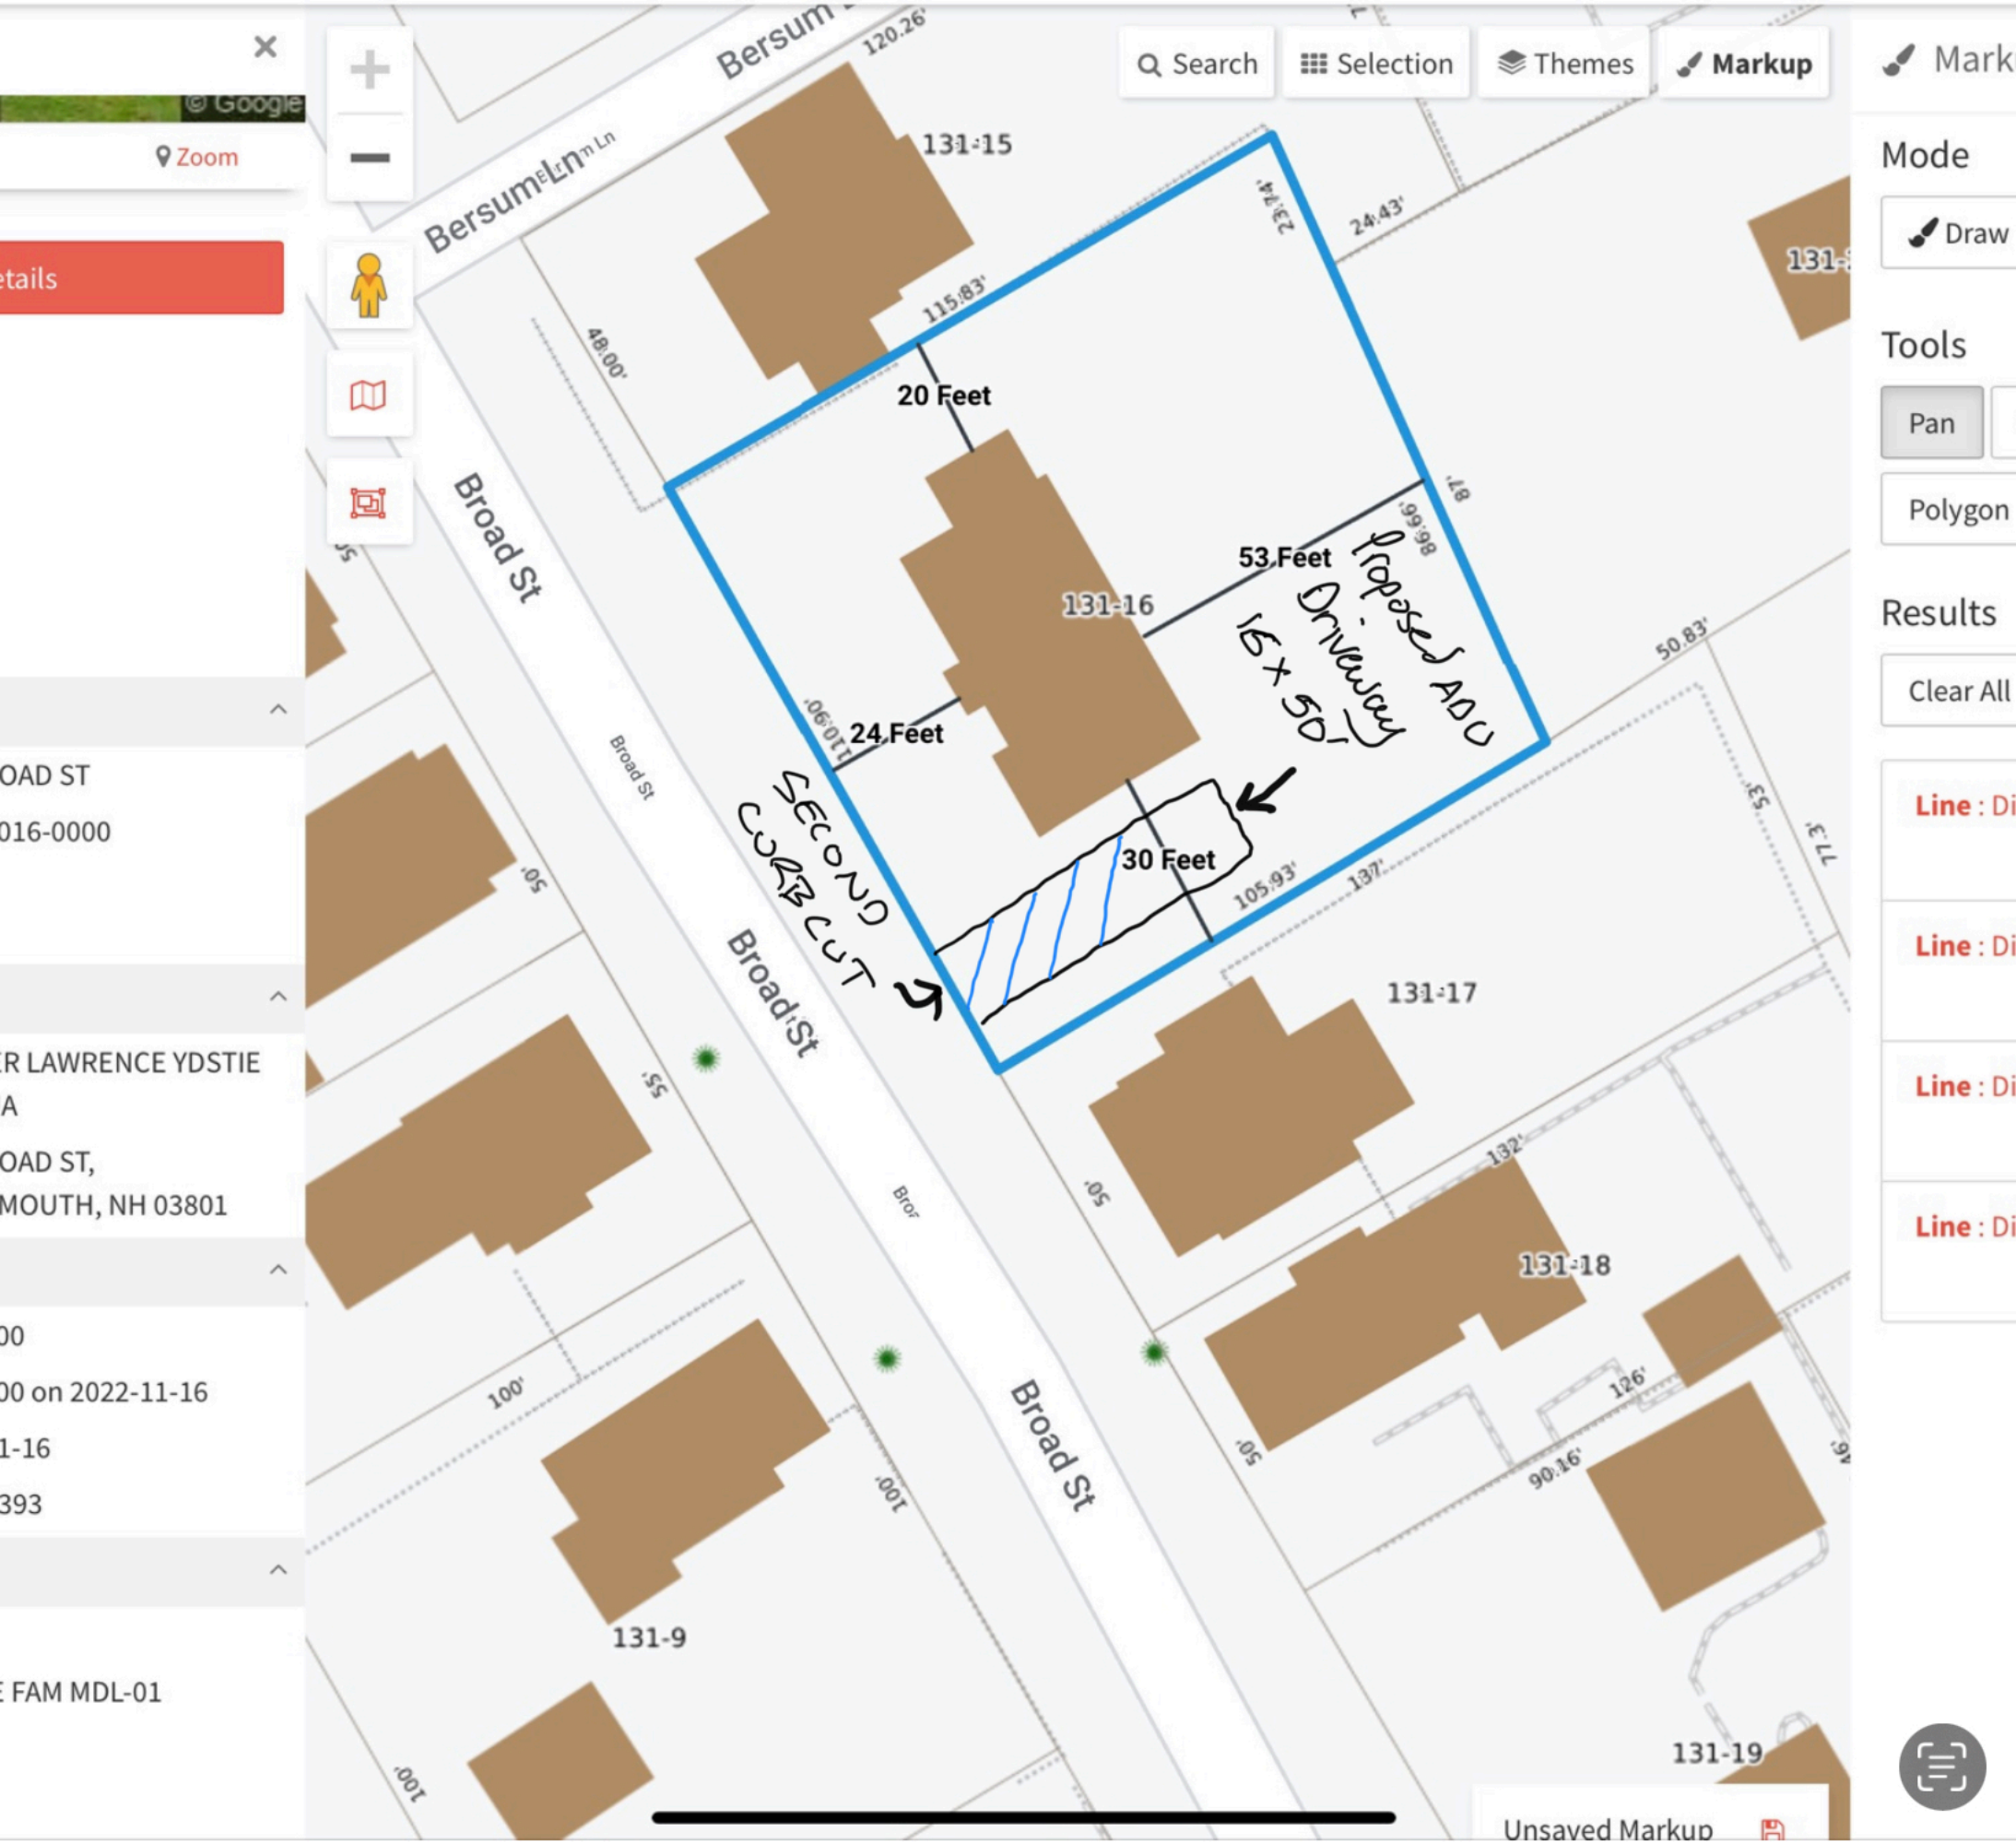 © Google
Zoom
etails
OAD ST
016-0000
ER LAWRENCE YDSTIE
A
OAD ST,
MOUTH, NH 03801
00
00 on 2022-11-16
1-16
393
E FAM MDL-01
Search
Selection
Themes
Markup
Bersum
120.26'
Bersum Ln
131-15
23.74'
24.43'
131-
48.00'
115.83'
20 Feet
Broad St
87'
86.66'
53 Feet
131-16
Proposed ADU
Driveway
16 x 50'
50.83'
110.90'
24 Feet
Broad St
SECOND
CURB CUT
30 Feet
105.93'
137'
53'
77.3'
50'
50'
Broad St
131-17
55'
132'
50'
131-18
100'
126'
90.16'
50'
100'
Broad St
131-9
131-19
100'
Unsaved Markup
Mark
Mode
Draw
Tools
Pan
Polygon
Results
Clear All
Line : Di
Line : Di
Line : Di
Line : Di